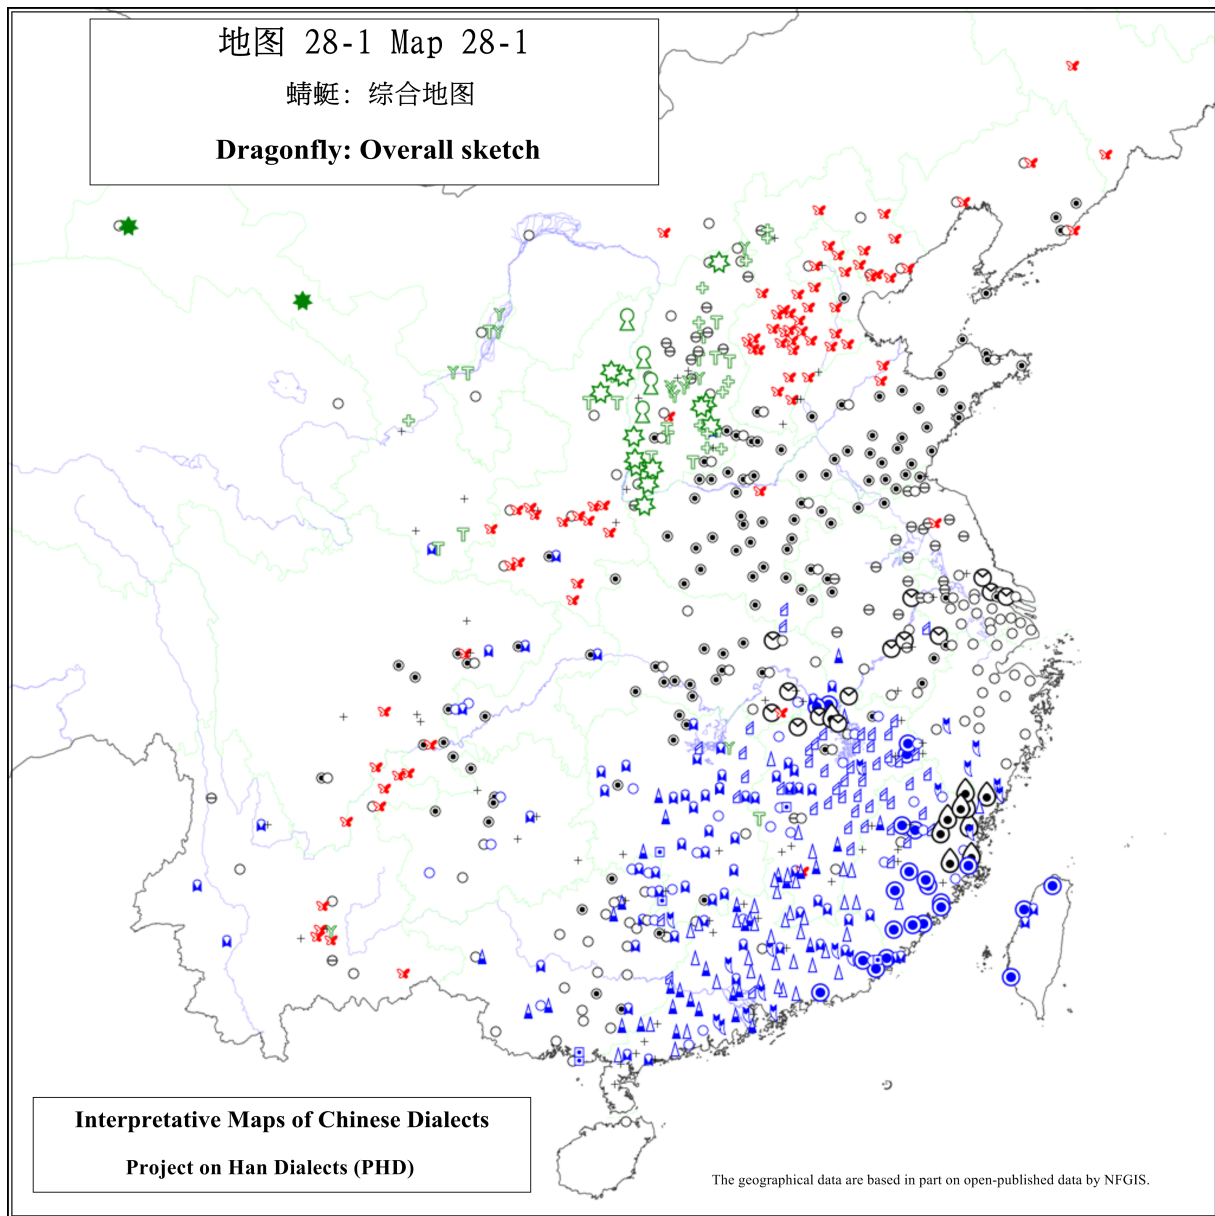 地图 28-1 Map 28-1
蜻蜓: 综合地图
Dragonfly: Overall sketch
Interpretative Maps of Chinese Dialects
Project on Han Dialects (PHD)
The geographical data are based in part on open-published data by NFGIS.